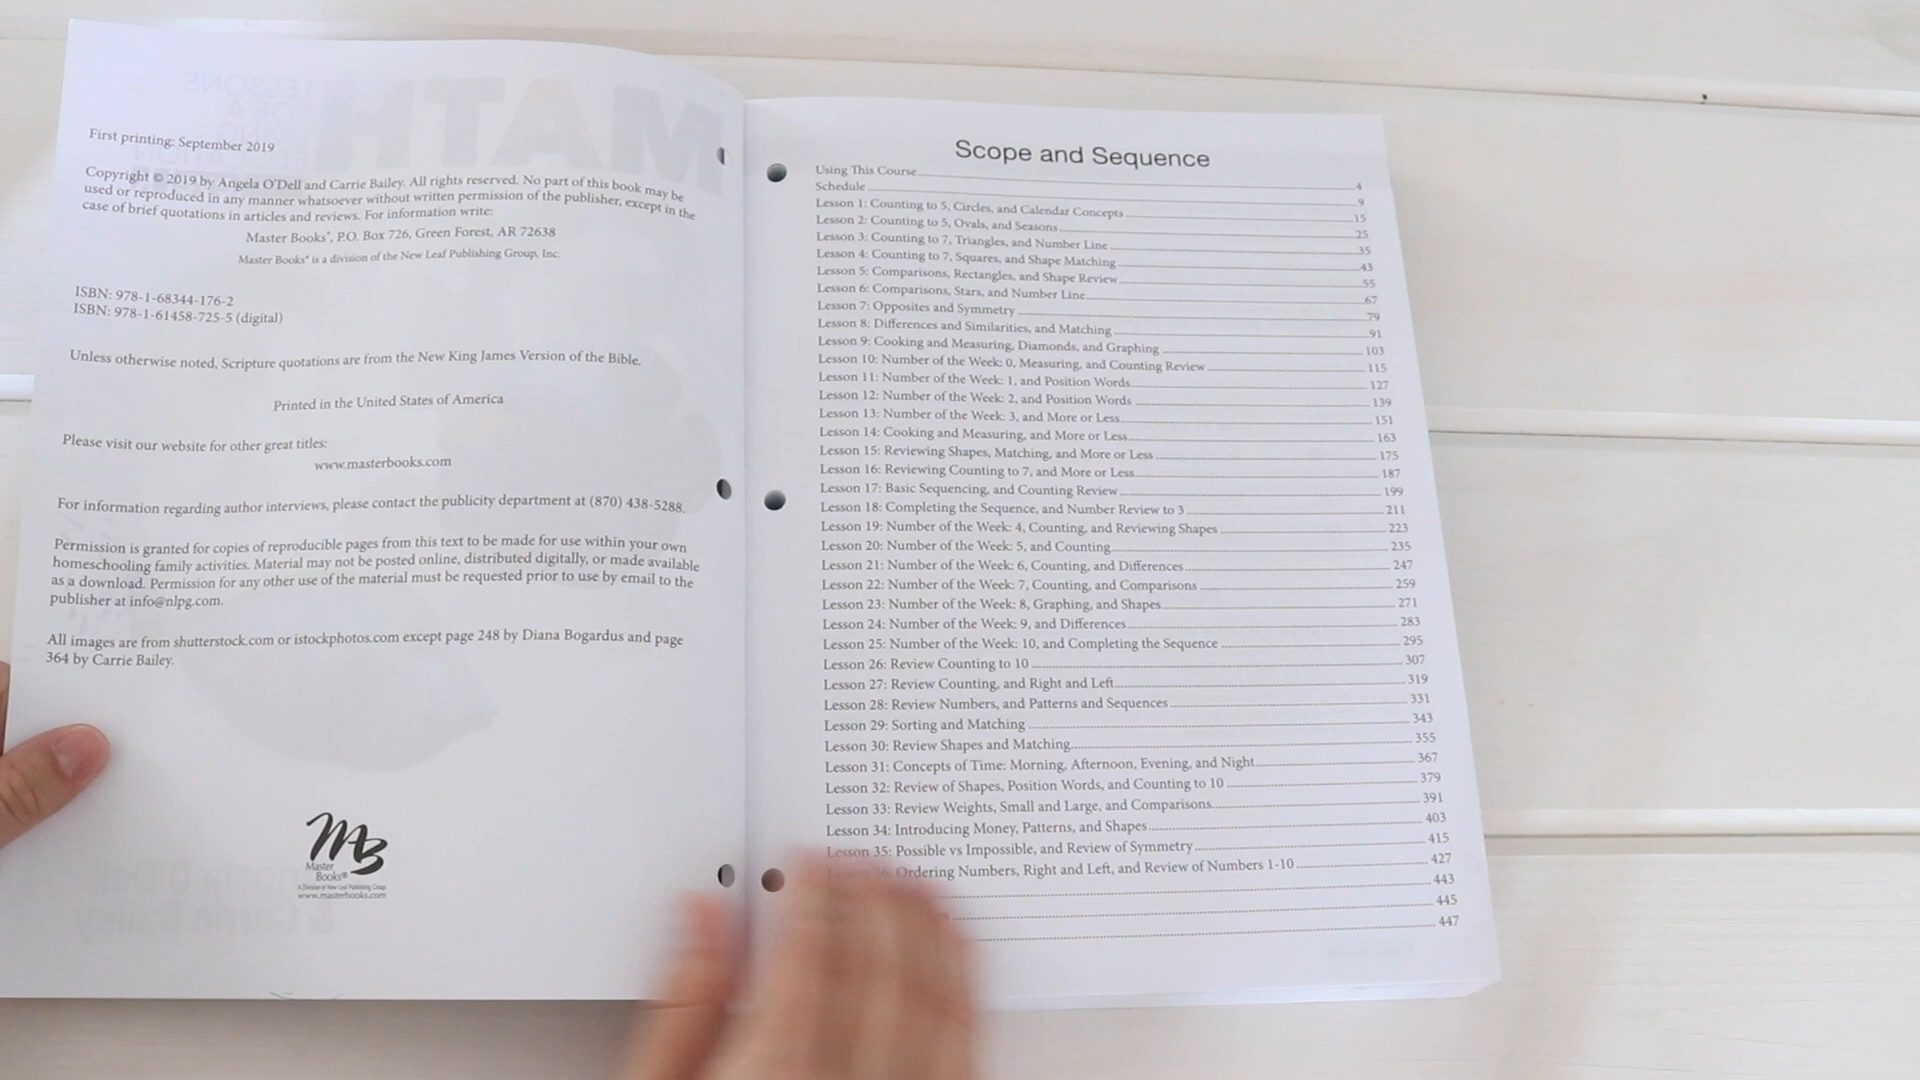 First printing: September 2019
Copyright © 2019 by Angela O'Dell and Carrie Bailey. All rights reserved. No part of this book may be
used or reproduced in any manner whatsoever without written permission of the publisher, except in the
case of brief quotations in articles and reviews. For information write:
Master Books®, P.O. Box 726, Green Forest, AR 72638
Master Books® is a division of the New Leaf Publishing Group, Inc.
ISBN: 978-1-68344-176-2
ISBN: 978-1-61458-725-5 (digital)
Unless otherwise noted, Scripture quotations are from the New King James Version of the Bible.
Printed in the United States of America
Please visit our website for other great titles:
www.masterbooks.com
For information regarding author interviews, please contact the publicity department at (870) 438-5288.
Permission is granted for copies of reproducible pages from this text to be made for use within your own
homeschooling family activities. Material may not be posted online, distributed digitally, or made available
as a download. Permission for any other use of the material must be requested prior to use by email to the
publisher at info@nlpg.com.
All images are from shutterstock.com or istockphotos.com except page 248 by Diana Bogardus and page
364 by Carrie Bailey.
MB
Master
Books®
A Division of New Leaf Publishing Group
www.masterbooks.com
Scope and Sequence
Using This Course 4
Schedule 9
Lesson 1: Counting to 5, Circles, and Calendar Concepts 15
Lesson 2: Counting to 5, Ovals, and Seasons 25
Lesson 3: Counting to 7, Triangles, and Number Line 35
Lesson 4: Counting to 7, Squares, and Shape Matching 43
Lesson 5: Comparisons, Rectangles, and Shape Review 55
Lesson 6: Comparisons, Stars, and Number Line 67
Lesson 7: Opposites and Symmetry 79
Lesson 8: Differences and Similarities, and Matching 91
Lesson 9: Cooking and Measuring, Diamonds, and Graphing 103
Lesson 10: Number of the Week: 0, Measuring, and Counting Review 115
Lesson 11: Number of the Week: 1, and Position Words 127
Lesson 12: Number of the Week: 2, and Position Words 139
Lesson 13: Number of the Week: 3, and More or Less 151
Lesson 14: Cooking and Measuring, and More or Less 163
Lesson 15: Reviewing Shapes, Matching, and More or Less 175
Lesson 16: Reviewing Counting to 7, and More or Less 187
Lesson 17: Basic Sequencing, and Counting Review 199
Lesson 18: Completing the Sequence, and Number Review to 3 211
Lesson 19: Number of the Week: 4, Counting, and Reviewing Shapes 223
Lesson 20: Number of the Week: 5, and Counting 235
Lesson 21: Number of the Week: 6, Counting, and Differences 247
Lesson 22: Number of the Week: 7, Counting, and Comparisons 259
Lesson 23: Number of the Week: 8, Graphing, and Shapes 271
Lesson 24: Number of the Week: 9, and Differences 283
Lesson 25: Number of the Week: 10, and Completing the Sequence 295
Lesson 26: Review Counting to 10 307
Lesson 27: Review Counting, and Right and Left 319
Lesson 28: Review Numbers, and Patterns and Sequences 331
Lesson 29: Sorting and Matching 343
Lesson 30: Review Shapes and Matching 355
Lesson 31: Concepts of Time: Morning, Afternoon, Evening, and Night 367
Lesson 32: Review of Shapes, Position Words, and Counting to 10 379
Lesson 33: Review Weights, Small and Large, and Comparisons 391
Lesson 34: Introducing Money, Patterns, and Shapes 403
Lesson 35: Possible vs Impossible, and Review of Symmetry 415
Ordering Numbers, Right and Left, and Review of Numbers 1-10 427
443
445
447